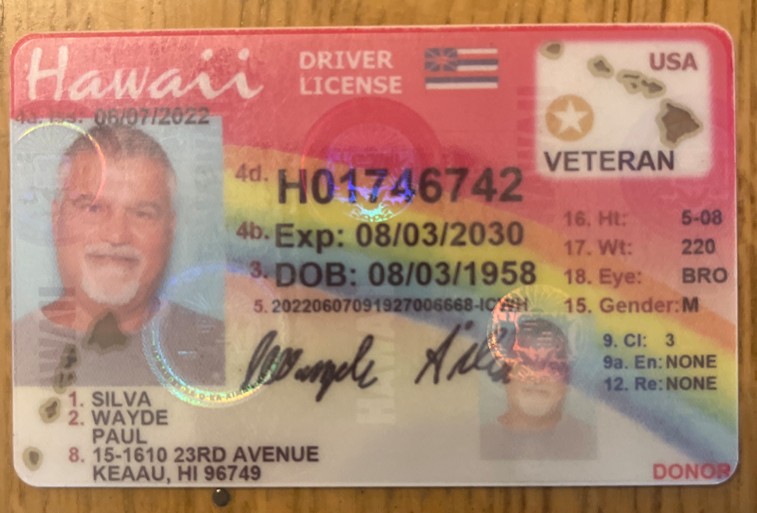 Hawaii
DRIVER
LICENSE
USA
VETERAN
4a. Iss: 06/07/2022
4d. H01746742
4b. Exp: 08/03/2030
3. DOB: 08/03/1958
5. 20220607091927006668-ICWH
16. Ht: 5-08
17. Wt: 220
18. Eye: BRO
15. Gender: M
9. Cl: 3
9a. En: NONE
12. Re: NONE
1. SILVA
2. WAYDE
PAUL
8. 15-1610 23RD AVENUE
KEAAU, HI 96749
DONOR